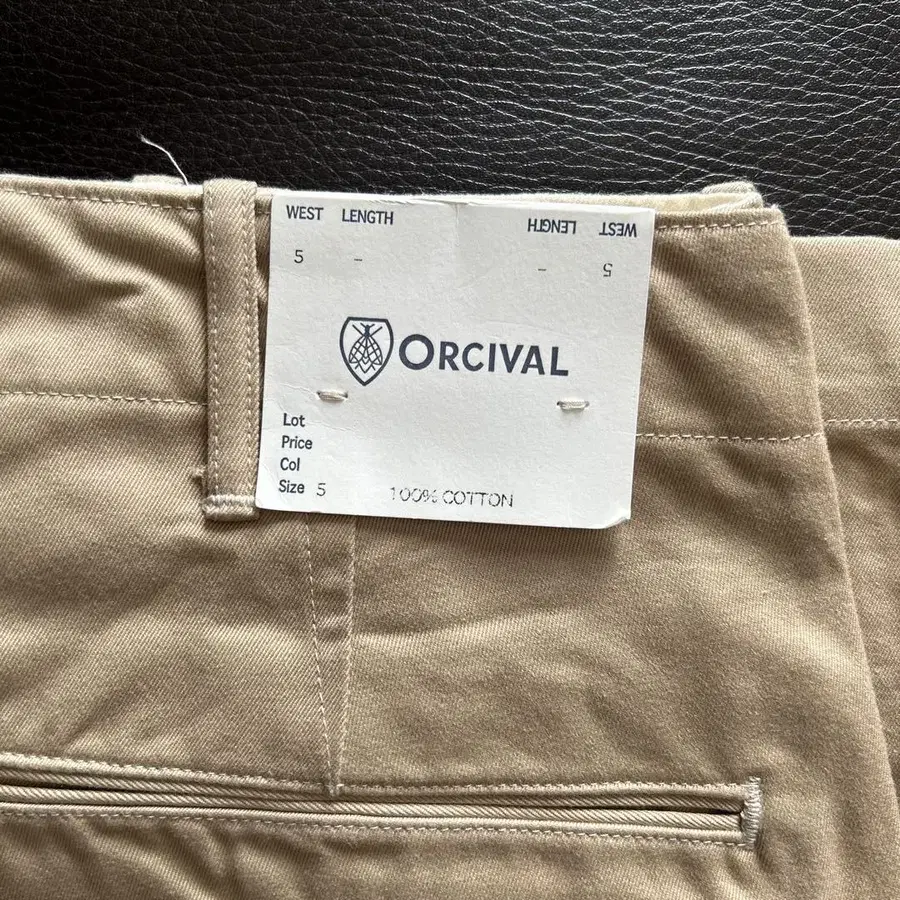 WEST LENGTH
5 -
LENGTH WEST
- 5
ORCIVAL
Lot
Price
Col
Size 5 100% COTTON